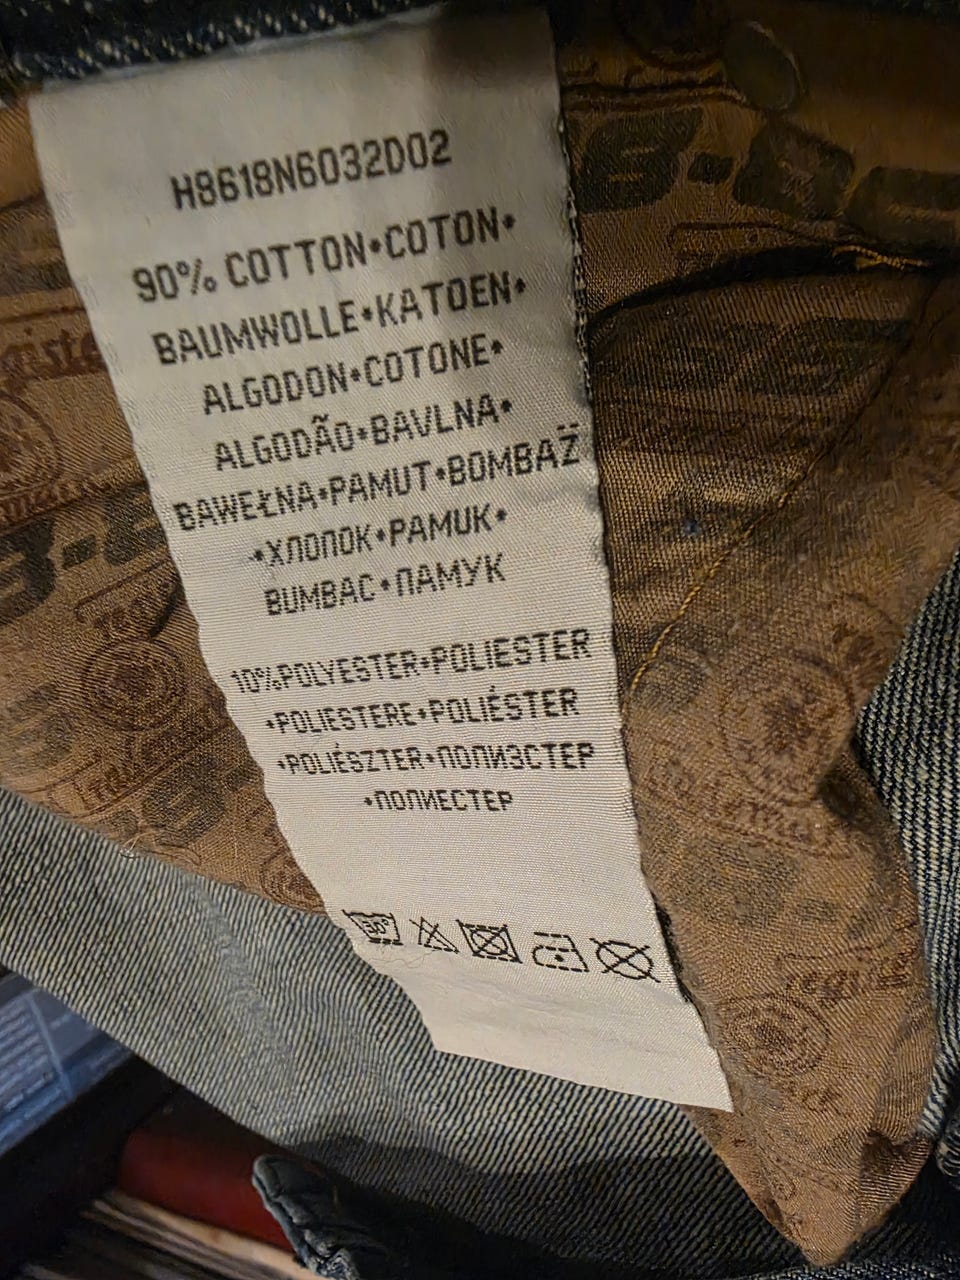 H8618N6032D02
90% COTTON•COTON•
BAUMWOLLE•KATOEN•
ALGODON•COTONE•
ALGODÃO•BAVLNA•
BAWEŁNA•PAMUT•BOMBAŽ
•ХЛОПОК•PAMUK•
BUMBAC•ПАМУК
10%POLYESTER•POLIESTER
•POLIESTERE•POLIÉSTER
•POLIÉSZTER•ПОЛИЭСТЕР
•ПОЛИЕСТЕР
30°